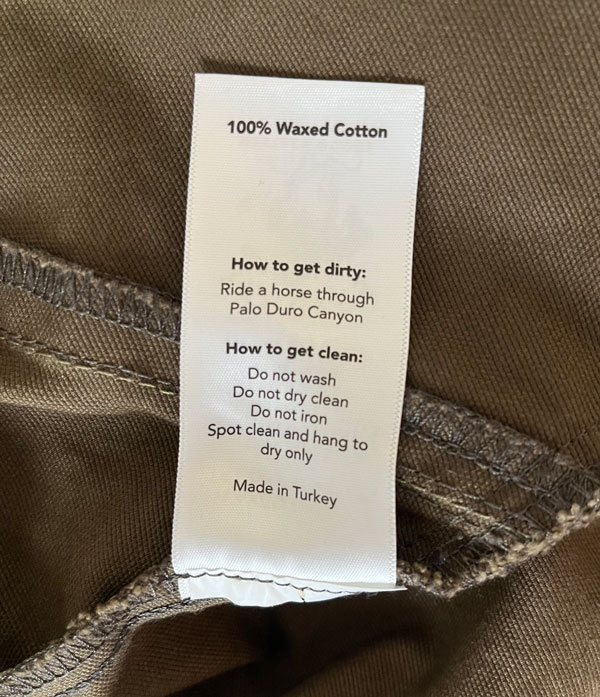 100% Waxed Cotton
How to get dirty:
Ride a horse through
Palo Duro Canyon
How to get clean:
Do not wash
Do not dry clean
Do not iron
Spot clean and hang to
dry only
Made in Turkey